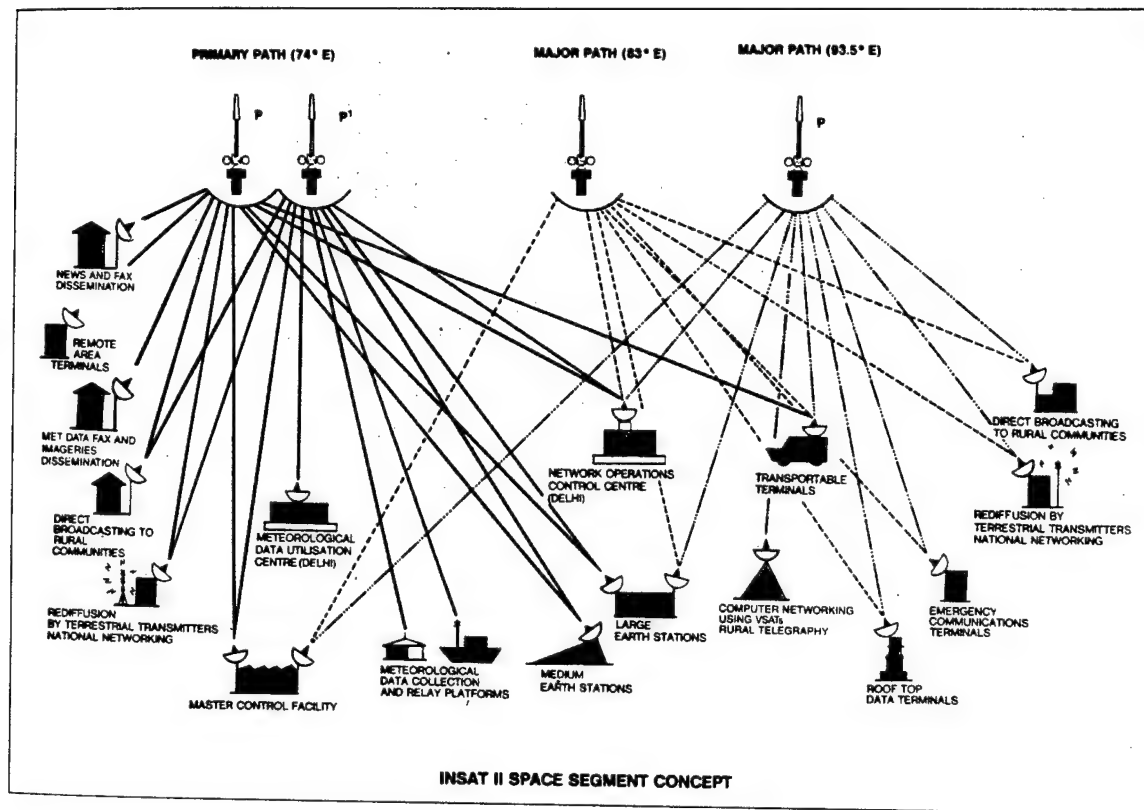 PRIMARY PATH (74° E)
MAJOR PATH (83° E)
MAJOR PATH (93.5° E)
P
P¹
P
NEWS AND FAX
DISSEMINATION
REMOTE
AREA
TERMINALS
MET DATA FAX AND
IMAGERIES
DISSEMINATION
DIRECT
BROADCASTING TO
RURAL
COMMUNITIES
REDIFFUSION
BY TERRESTRIAL TRANSMITTERS
NATIONAL NETWORKING
METEOROLOGICAL
DATA UTILISATION
CENTRE (DELHI)
MASTER CONTROL FACILITY
METEOROLOGICAL
DATA COLLECTION
AND RELAY PLATFORMS
MEDIUM
EARTH STATIONS
LARGE
EARTH STATIONS
NETWORK OPERATIONS
CONTROL CENTRE
(DELHI)
TRANSPORTABLE
TERMINALS
COMPUTER NETWORKING
USING VSATs
RURAL TELEGRAPHY
ROOF TOP
DATA TERMINALS
EMERGENCY
COMMUNICATIONS
TERMINALS
DIRECT BROADCASTING
TO RURAL COMMUNITIES
REDIFFUSION BY
TERRESTRIAL TRANSMITTERS
NATIONAL NETWORKING
INSAT II SPACE SEGMENT CONCEPT